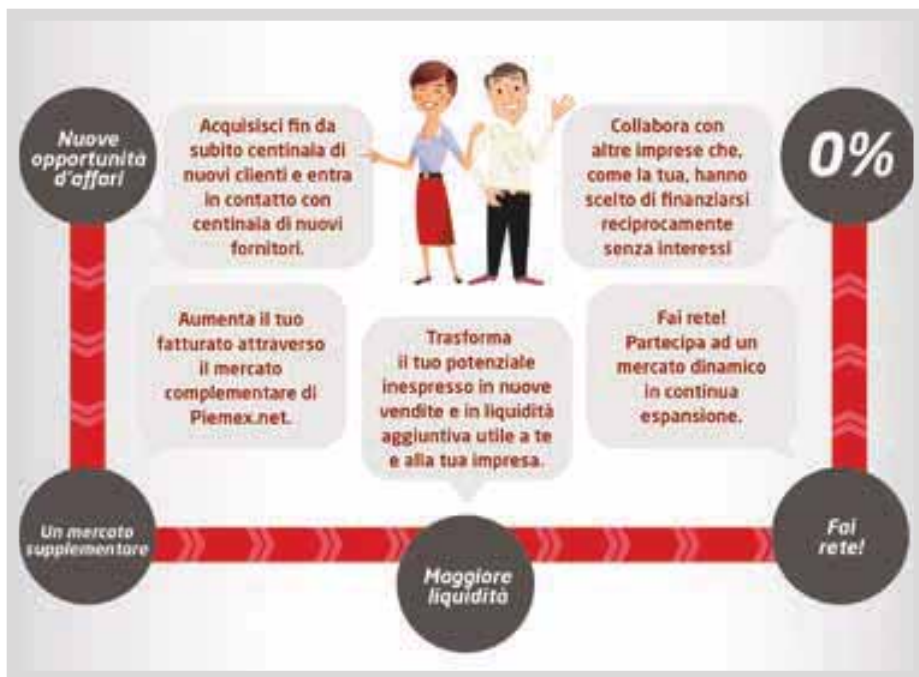 Nuove
opportunità
d'affari
Acquisisci fin da
subito centinaia di
nuovi clienti e entra
in contatto con
centinaia di nuovi
fornitori.
Collabora con
altre imprese che,
come la tua, hanno
scelto di finanziarsi
reciprocamente
senza interessi
0%
Aumenta il tuo
fatturato attraverso
il mercato
complementare di
Piemex.net.
Trasforma
il tuo potenziale
inespresso in nuove
vendite e in liquidità
aggiuntiva utile a te
e alla tua impresa.
Fai rete!
Partecipa ad un
mercato dinamico
in continua
espansione.
Un mercato
supplementare
Maggiore
liquidità
Fai
rete!